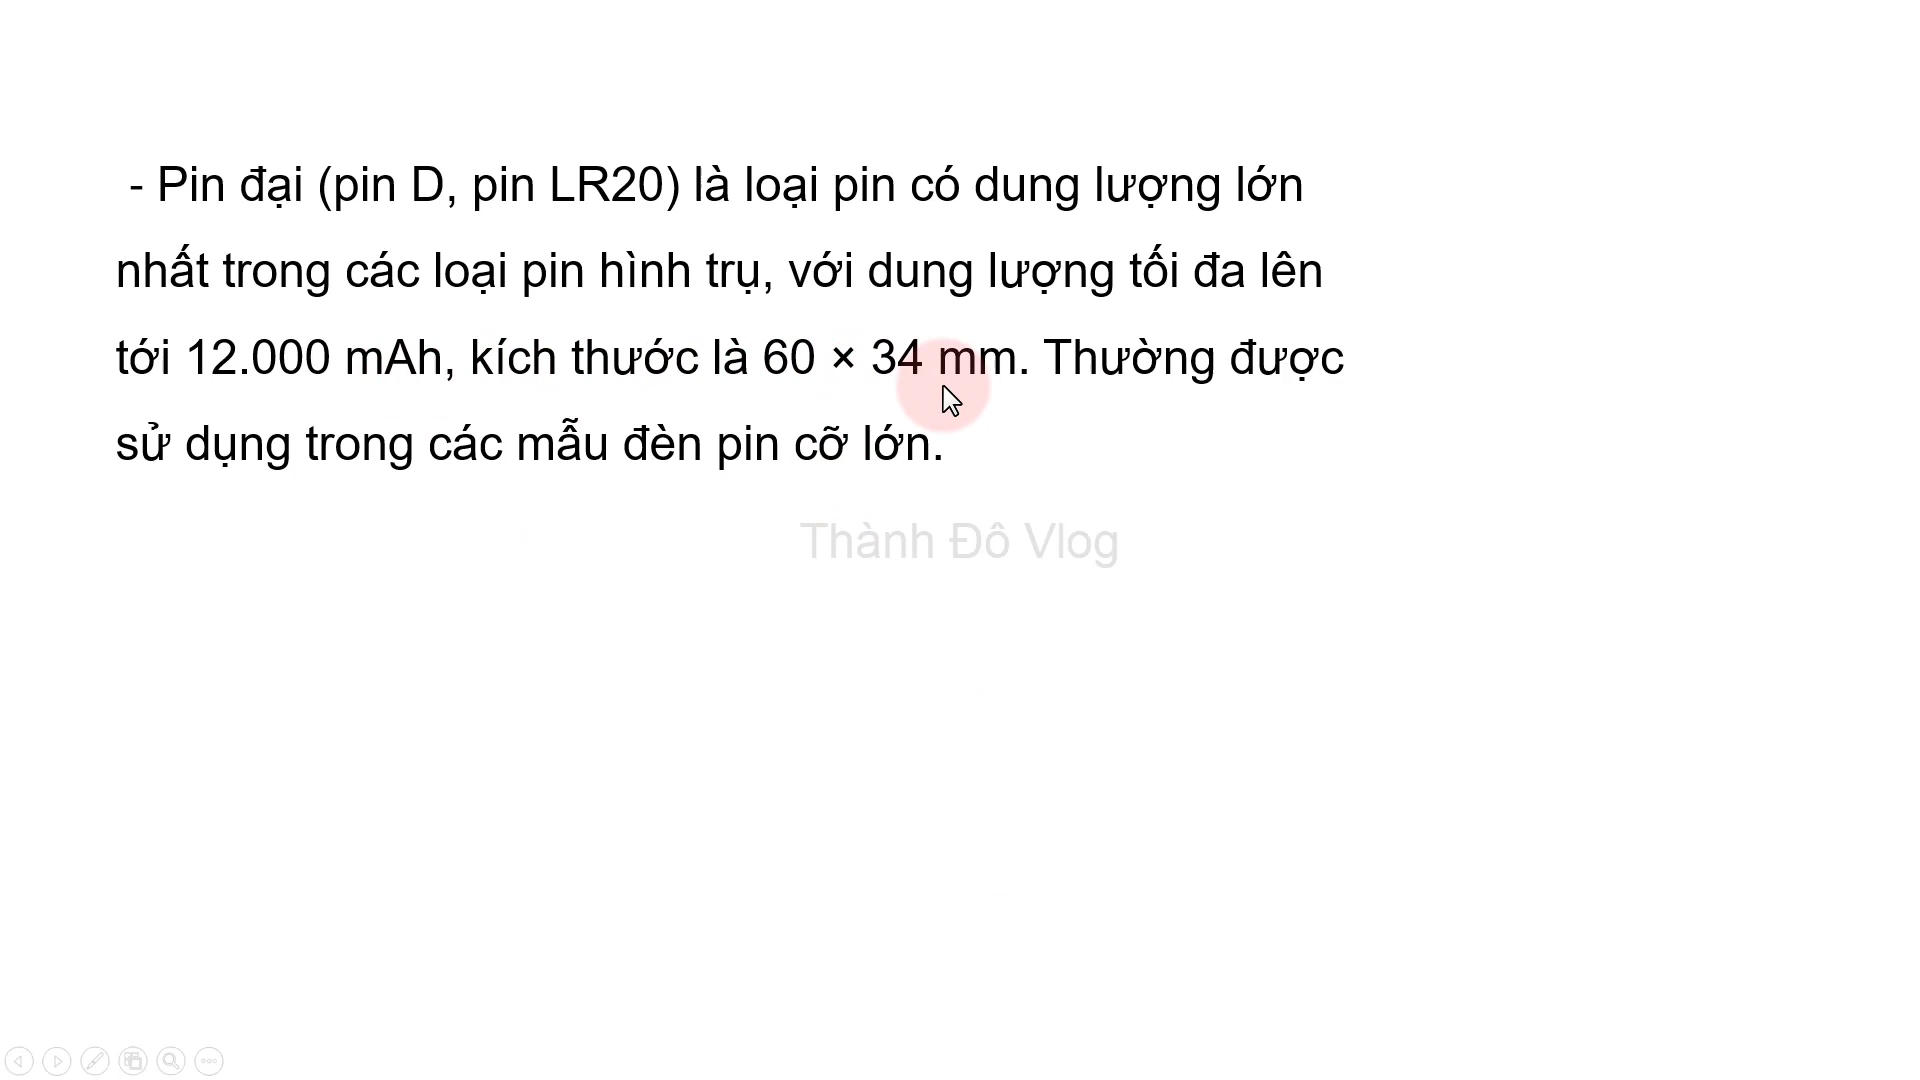 - Pin đại (pin D, pin LR20) là loại pin có dung lượng lớn
nhất trong các loại pin hình trụ, với dung lượng tối đa lên
tới 12.000 mAh, kích thước là 60 × 34 mm. Thường được
sử dụng trong các mẫu đèn pin cỡ lớn.
Thành Đô Vlog